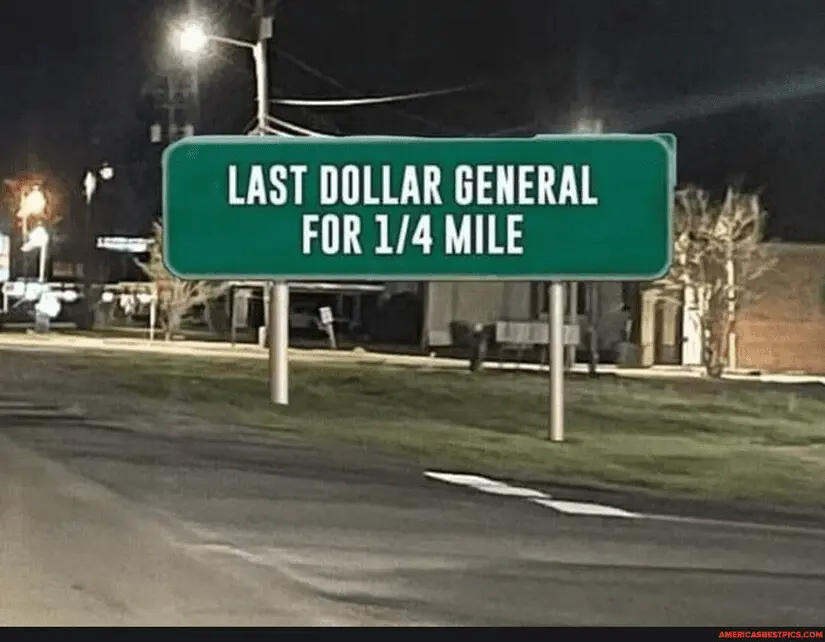 LAST DOLLAR GENERAL
FOR 1/4 MILE
AMERICASBESTPICS.COM